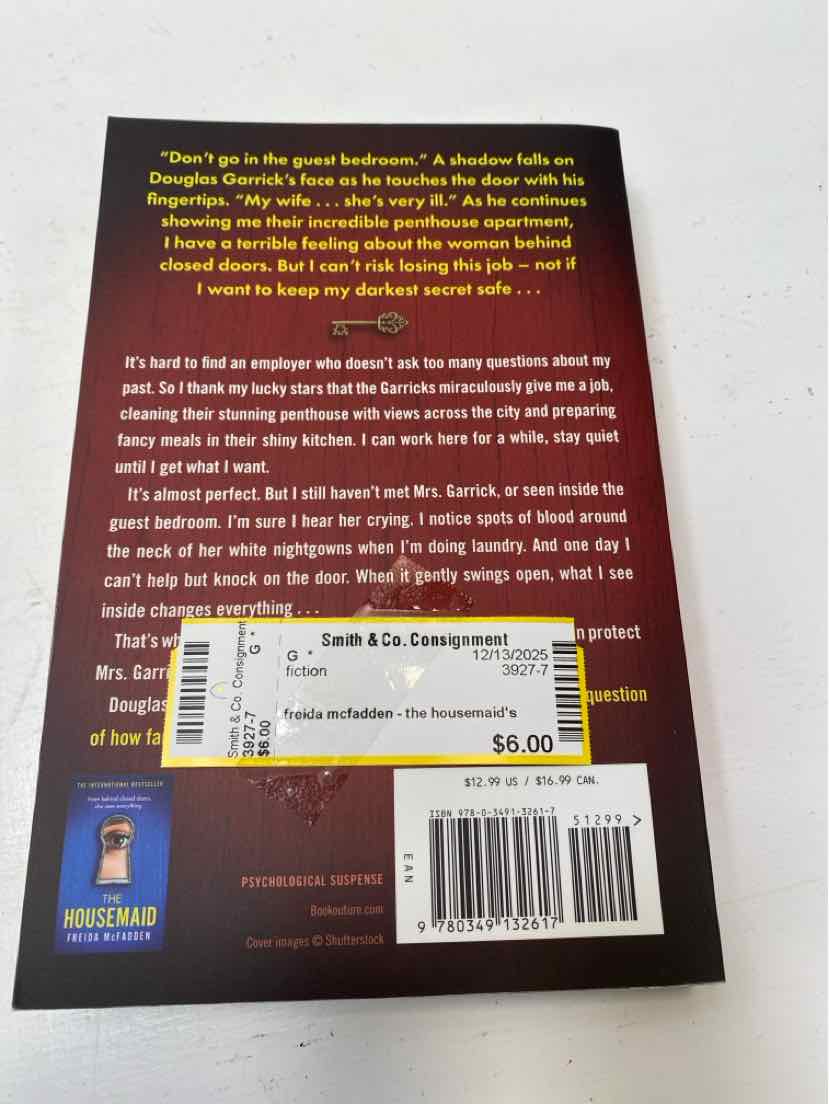 “Don’t go in the guest bedroom.” A shadow falls on
Douglas Garrick’s face as he touches the door with his
fingertips. “My wife . . . she’s very ill.” As he continues
showing me their incredible penthouse apartment,
I have a terrible feeling about the woman behind
closed doors. But I can’t risk losing this job – not if
I want to keep my darkest secret safe . . .
It’s hard to find an employer who doesn’t ask too many questions about my
past. So I thank my lucky stars that the Garricks miraculously give me a job,
cleaning their stunning penthouse with views across the city and preparing
fancy meals in their shiny kitchen. I can work here for a while, stay quiet
until I get what I want.
It’s almost perfect. But I still haven’t met Mrs. Garrick, or seen inside the
guest bedroom. I’m sure I hear her crying. I notice spots of blood around
the neck of her white nightgowns when I’m doing laundry. And one day I
can’t help but knock on the door. When it gently swings open, what I see
inside changes everything . . .
That’s wh
n protect
Mrs. Garri
Douglas
question
of how fa
Smith & Co. Consignment
G *
3927-7
$6.00
Smith & Co. Consignment
G * 12/13/2025
fiction 3927-7
freida mcfadden - the housemaid's
$6.00
THE INTERNATIONAL BESTSELLER
From behind closed doors,
she sees everything
THE
HOUSEMAID
FREIDA McFADDEN
PSYCHOLOGICAL SUSPENSE
Bookouture.com
Cover images © Shutterstock
$12.99 US / $16.99 CAN.
ISBN 978-0-3491-3261-7
51299 >
EAN
9 780349 132617